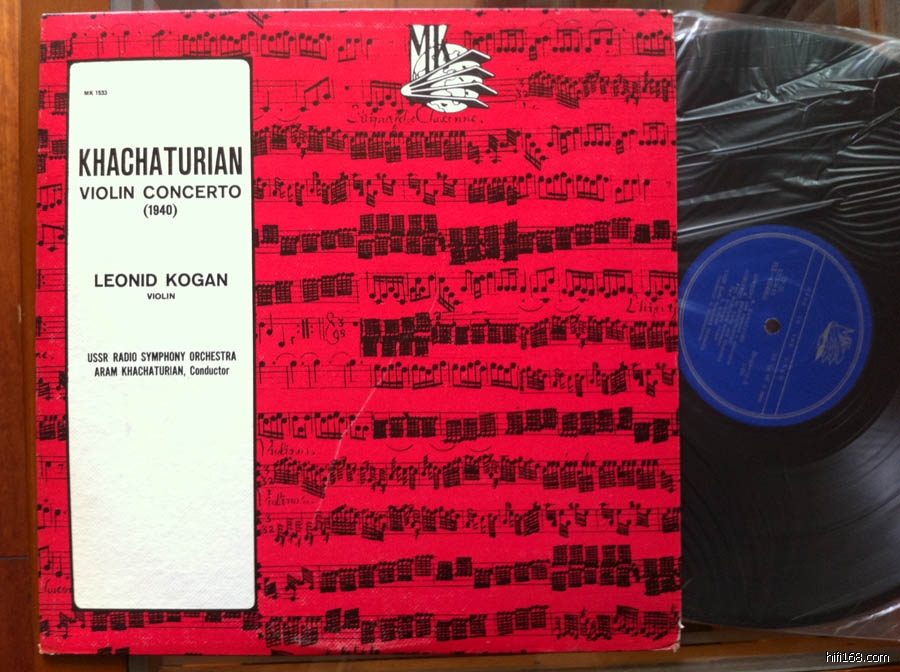 MK 1533
KHACHATURIAN
VIOLIN CONCERTO
(1940)
LEONID KOGAN
VIOLIN
USSR RADIO SYMPHONY ORCHESTRA
ARAM KHACHATURIAN, Conductor
MK
hifi168.com